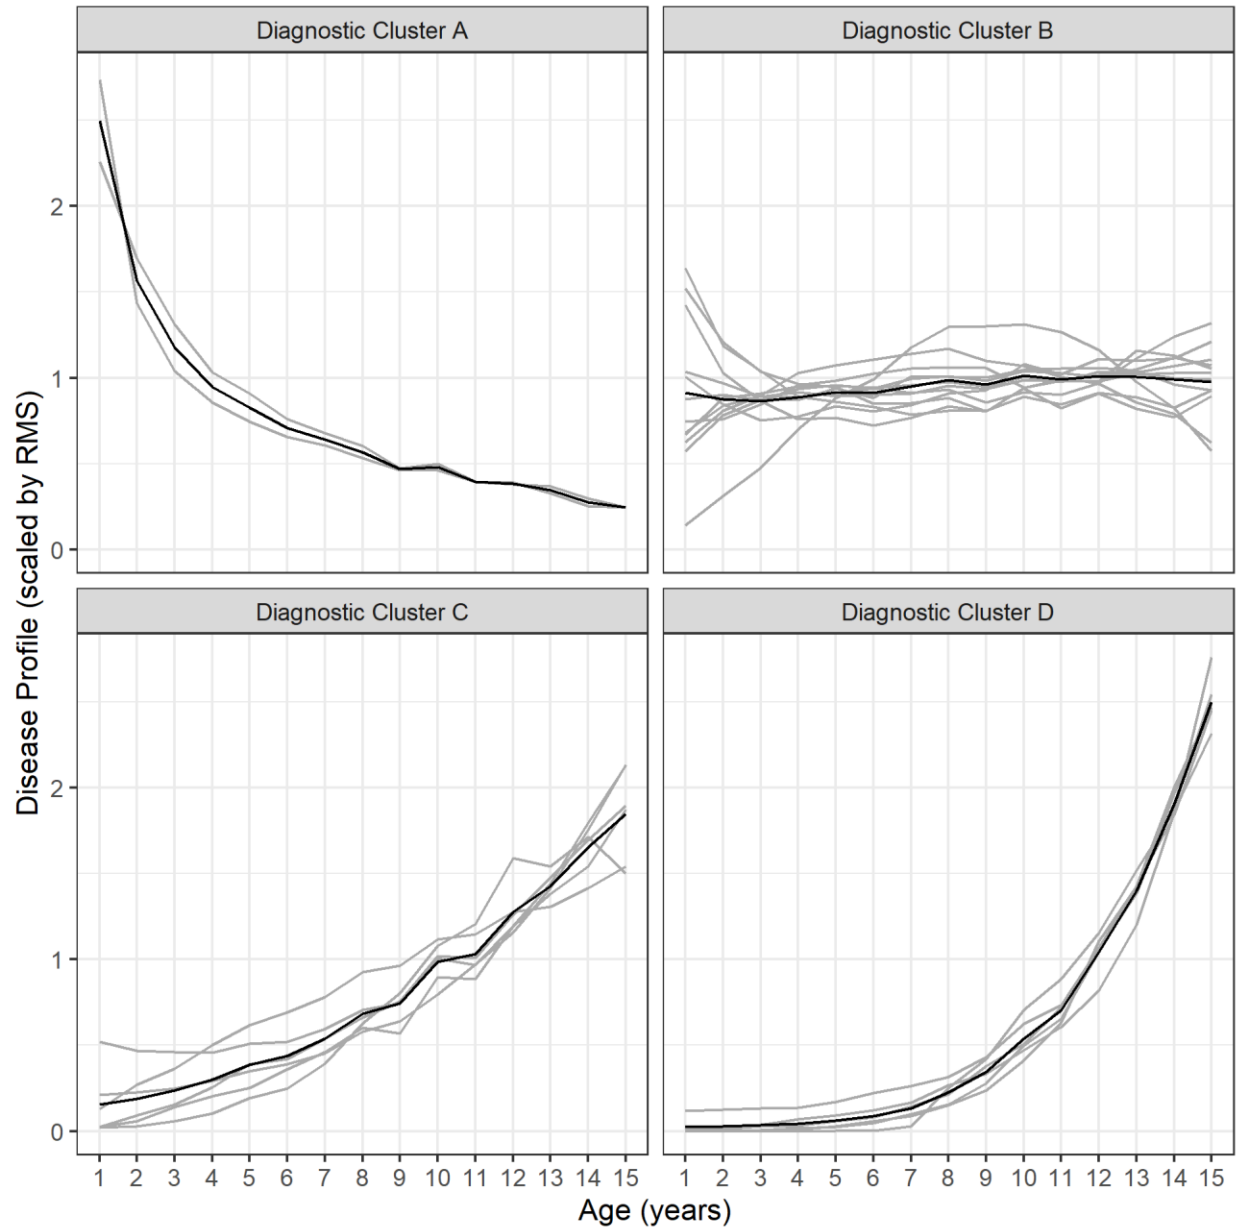 Diagnostic Cluster A
Diagnostic Cluster B
2
1
0
Disease Profile (scaled by RMS)
Diagnostic Cluster C
Diagnostic Cluster D
2
1
0
1 2 3 4 5 6 7 8 9 10 11 12 13 14 15
1 2 3 4 5 6 7 8 9 10 11 12 13 14 15
Age (years)